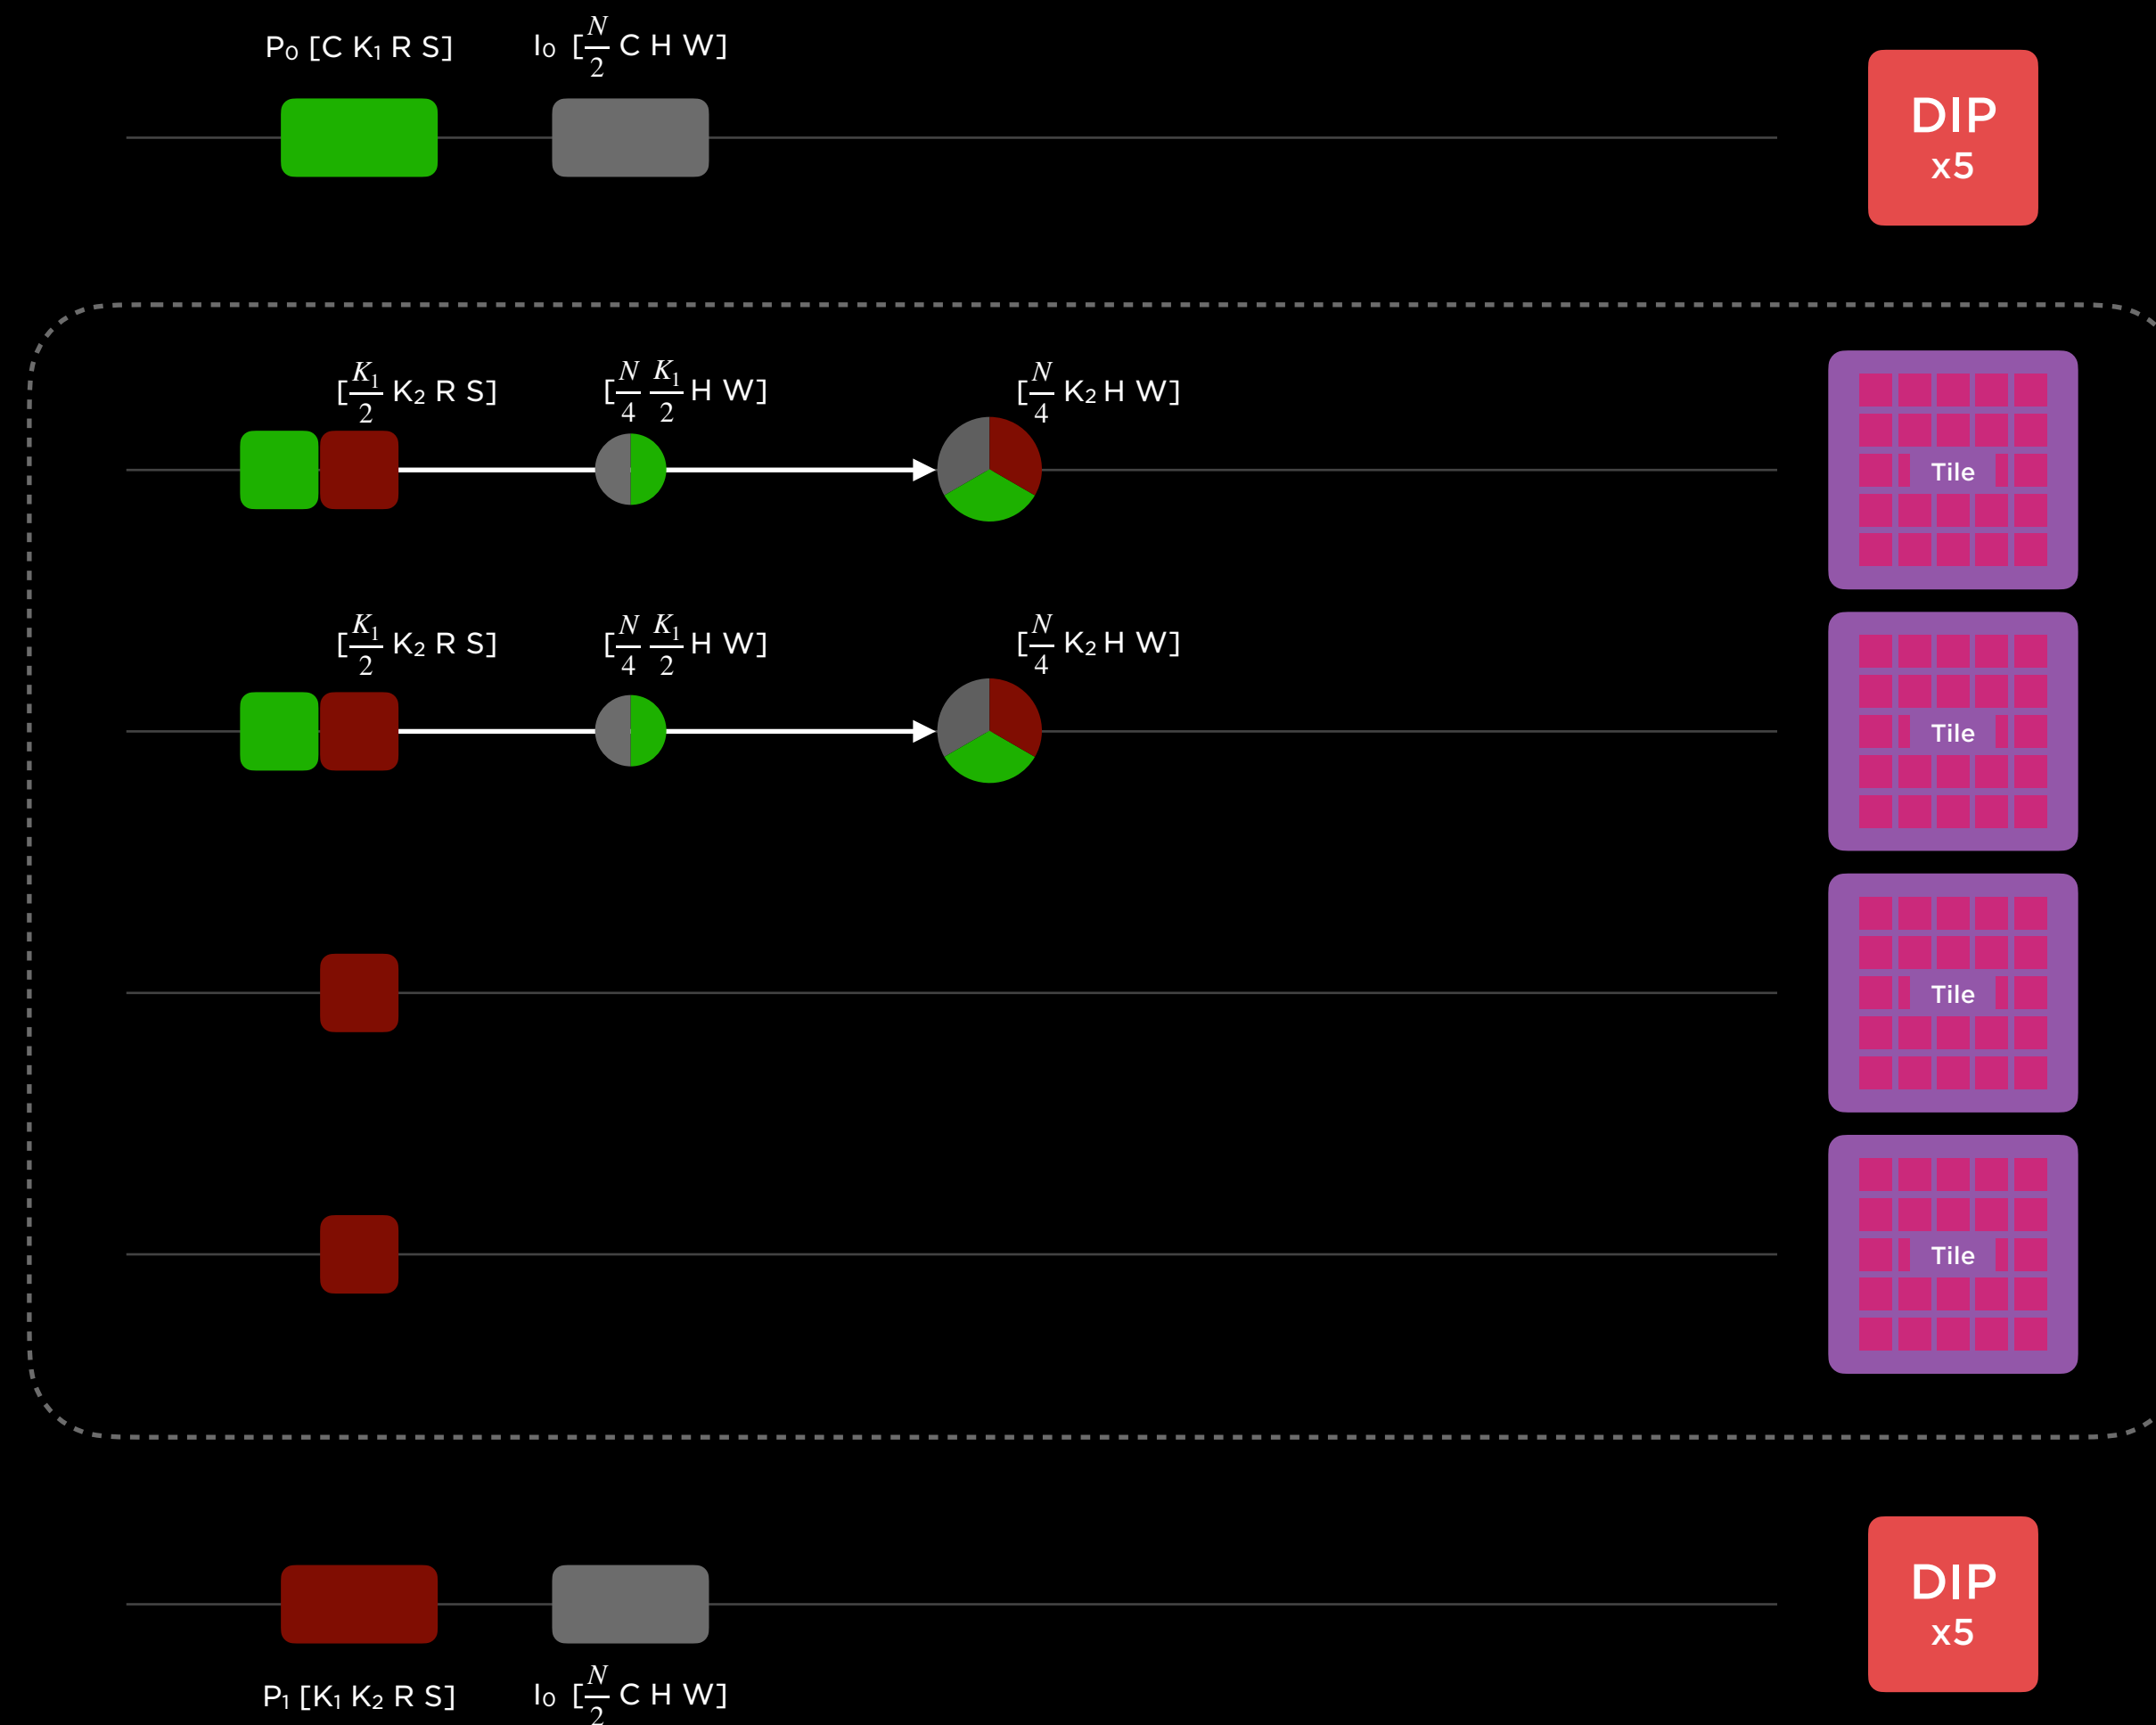 P₀ [C K₁ R S]
I₀ [N/2 C H W]
DIP
x5
[K₁/2 K₂ R S]
[N/4 K₁/2 H W]
[N/4 K₂ H W]
Tile
[K₁/2 K₂ R S]
[N/4 K₁/2 H W]
[N/4 K₂ H W]
Tile
Tile
Tile
DIP
x5
P₁ [K₁ K₂ R S]
I₀ [N/2 C H W]